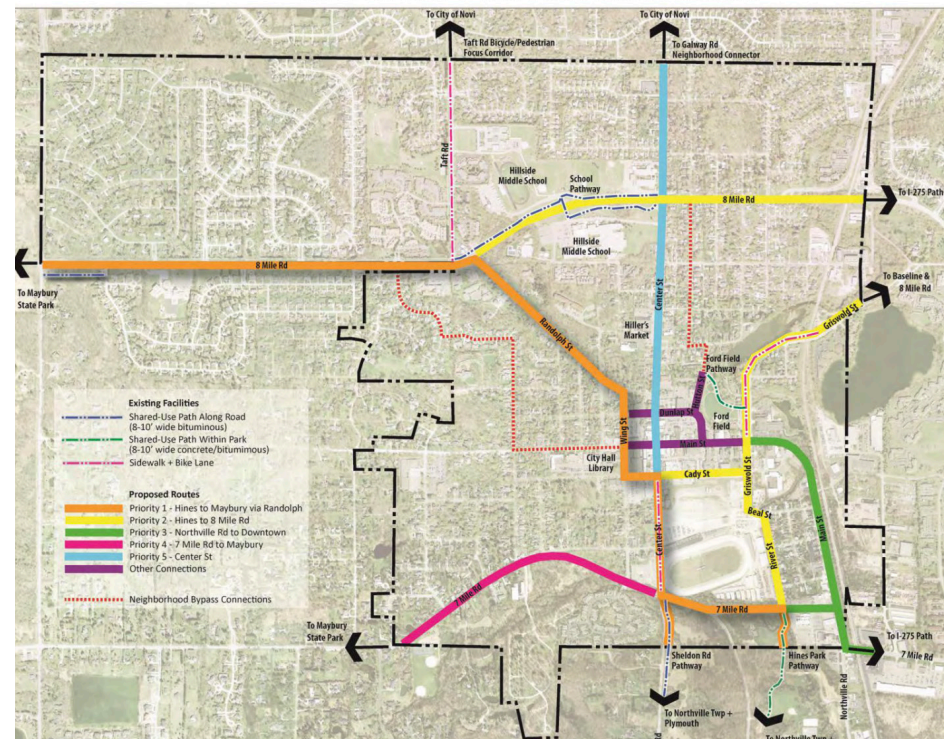 To City of Novi
To City of Novi
Taft Rd Bicycle/Pedestrian
Focus Corridor
To Galway Rd
Neighborhood Connector
Taft Rd
Hillside
Middle School
School
Pathway
8 Mile Rd
To I-275 Path
Hillside
Middle School
8 Mile Rd
To Maybury
State Park
Center St
To Baseline &
8 Mile Rd
Griswold St
Randolph St
Hiller's
Market
Ford Field
Pathway
Dunlap St
Ford
Field
Wing St
Main St
City Hall
Library
Cady St
Griswold St
Existing Facilities
Shared-Use Path Along Road
(8-10' wide bituminous)
Shared-Use Path Within Park
(8-10' wide concrete/bitumimous)
Sidewalk + Bike Lane
Proposed Routes
Priority 1 - Hines to Maybury via Randolph
Priority 2 - Hines to 8 Mile Rd
Priority 3 - Northville Rd to Downtown
Priority 4 - 7 Mile Rd to Maybury
Priority 5 - Center St
Other Connections
Neighborhood Bypass Connections
Beal St
Center St
Main St
River St
7 Mile Rd
7 Mile Rd
To Maybury
State Park
Sheldon Rd
Pathway
Hines Park
Pathway
To I-275 Path
7 Mile Rd
Northville Rd
To Northville Twp +
Plymouth
Rd
To Northville Twp +